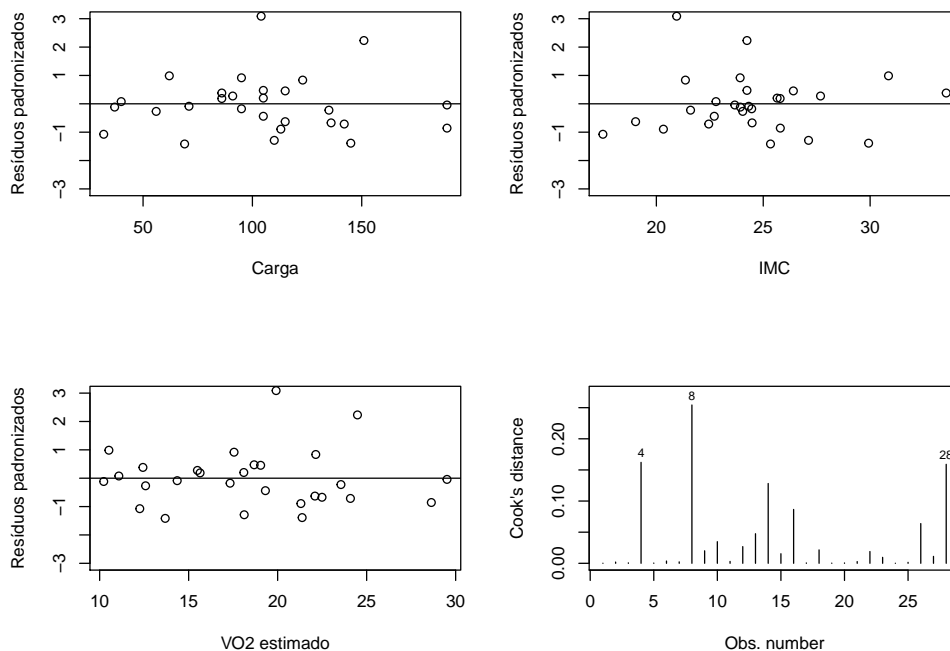 Resíduos padronizados
3
2
1
−1
−3
50 100 150
Carga
Resíduos padronizados
3
2
1
−1
−3
20 25 30
IMC
Resíduos padronizados
3
2
1
−1
−3
10 15 20 25 30
VO2 estimado
Cook's distance
0.20
0.10
0.00
4
8
28
0 5 10 15 20 25
Obs. number